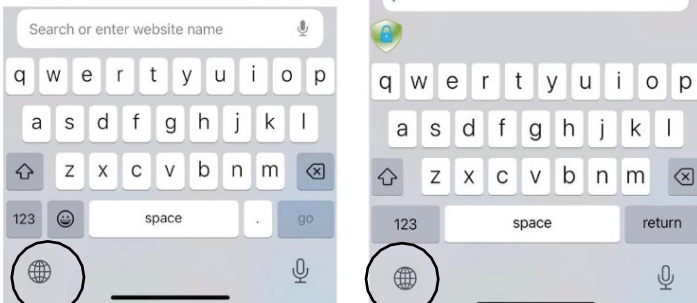 Search or enter website name
q w e r t y u i o p
a s d f g h j k l
z x c v b n m
123 space . go
q w e r t y u i o p
a s d f g h j k l
z x c v b n m
123 space return